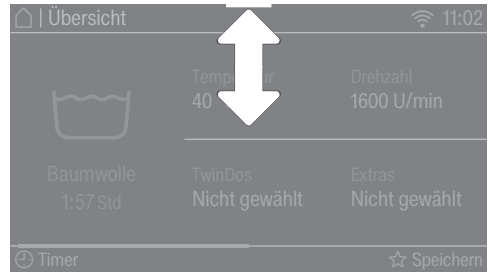 Übersicht 11:02
Drehzahl
40 1600 U/min
Baumwolle
1:57 Std
TwinDos Extras
Nicht gewählt Nicht gewählt
Timer Speichern